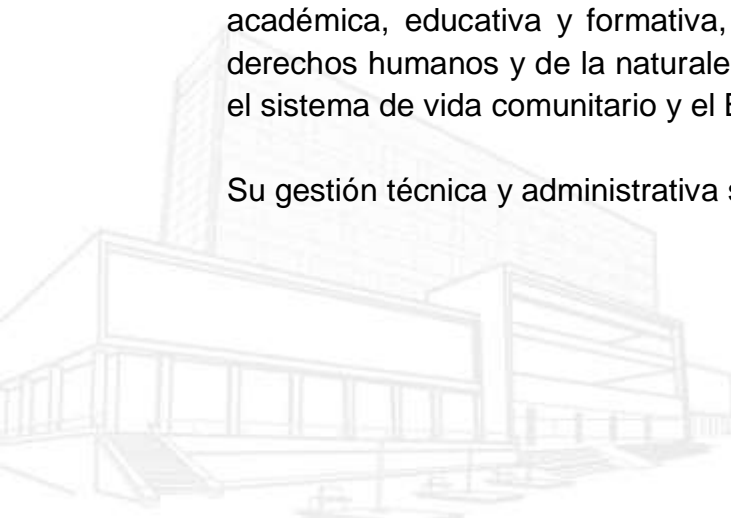 académica, educativa y formativa,
derechos humanos y de la naturale
el sistema de vida comunitario y el
Su gestión técnica y administrativa